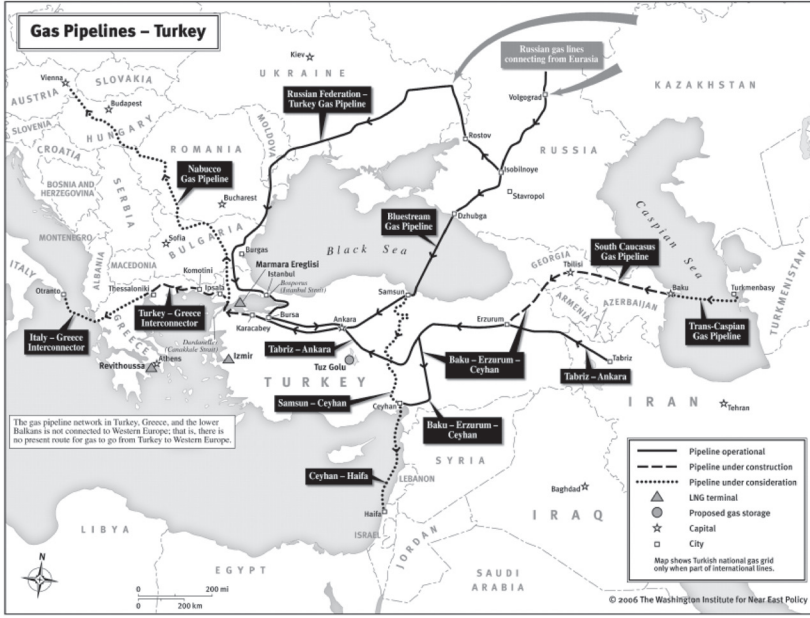 Gas Pipelines – Turkey
Russian gas lines
connecting from Eurasia
Kiev
UKRAINE
KAZAKHSTAN
Vienna
SLOVAKIA
AUSTRIA
Budapest
Russian Federation –
Turkey Gas Pipeline
Volgograd
SLOVENIA
HUNGARY
MOLDOVA
CROATIA
ROMANIA
Rostov
RUSSIA
Isobilnoye
Nabucco
Gas Pipeline
BOSNIA AND
HERZEGOVINA
SERBIA
Bucharest
Stavropol
Bluestream
Gas Pipeline
Dzhubga
Caspian Sea
MONTENEGRO
Sofia
BULGARIA
Burgas
Black Sea
South Caucasus
Gas Pipeline
ITALY
ALBANIA
MACEDONIA
Komotini
Marmara Ereglisi
Istanbul
Bosporus
(Istanbul Strait)
GEORGIA
Tbilisi
Otranto
Thessaloniki
Ipsala
Samsun
ARMENIA
AZERBAIJAN
Baku
Turkmenbasy
TURKMENISTAN
Turkey – Greece
Interconnector
Bursa
Karacabey
Ankara
Erzurum
Trans-Caspian
Gas Pipeline
Italy – Greece
Interconnector
GREECE
Dardanelles
(Canakkale Strait)
Tabriz – Ankara
Baku – Erzurum –
Ceyhan
Tabriz
Athens
Revithoussa
Izmir
Tuz Golu
Tabriz – Ankara
TURKEY
IRAN
Samsun – Ceyhan
Ceyhan
Tehran
The gas pipeline network in Turkey, Greece, and the lower
Balkans is not connected to Western Europe; that is, there is
no present route for gas to go from Turkey to Western Europe.
Baku – Erzurum –
Ceyhan
SYRIA
Ceyhan – Haifa
LEBANON
Baghdad
Haifa
IRAQ
ISRAEL
JORDAN
LIBYA
EGYPT
SAUDI
ARABIA
N
0 200 mi
0 200 km
Pipeline operational
Pipeline under construction
Pipeline under consideration
LNG terminal
Proposed gas storage
Capital
City
Map shows Turkish national gas grid
only when part of international lines.
© 2006 The Washington Institute for Near East Policy